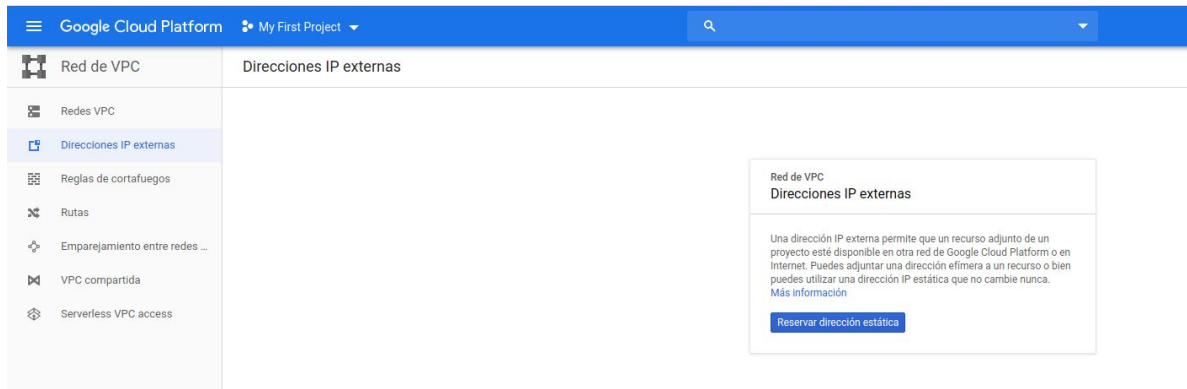 Google Cloud Platform My First Project
Red de VPC
Direcciones IP externas
Redes VPC
Direcciones IP externas
Reglas de cortafuegos
Rutas
Emparejamiento entre redes ...
VPC compartida
Serverless VPC access
Red de VPC
Direcciones IP externas
Una dirección IP externa permite que un recurso adjunto de un
proyecto esté disponible en otra red de Google Cloud Platform o en
Internet. Puedes adjuntar una dirección efímera a un recurso o bien
puedes utilizar una dirección IP estática que no cambie nunca.
Más información
Reservar dirección estática